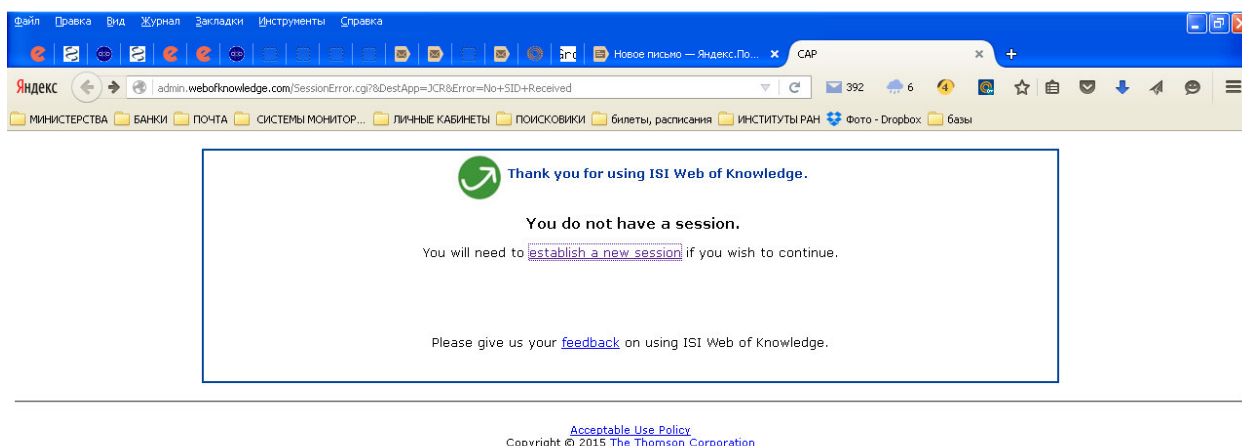 Файл Правка Вид Журнал Закладки Инструменты Справка
Новое письмо — Яндекс.По... × CAP × +
Яндекс admin.webofknowledge.com/SessionError.cgi?&DestApp=JCR&Error=No+SID+Received 392 6 4
МИНИСТЕРСТВА БАНКИ ПОЧТА СИСТЕМЫ МОНИТОР... ЛИЧНЫЕ КАБИНЕТЫ ПОИСКОВИКИ билеты, расписания ИНСТИТУТЫ РАН Фото - Dropbox базы
Thank you for using ISI Web of Knowledge.
You do not have a session.
You will need to establish a new session if you wish to continue.
Please give us your feedback on using ISI Web of Knowledge.
Acceptable Use Policy
Copyright © 2015 The Thomson Corporation